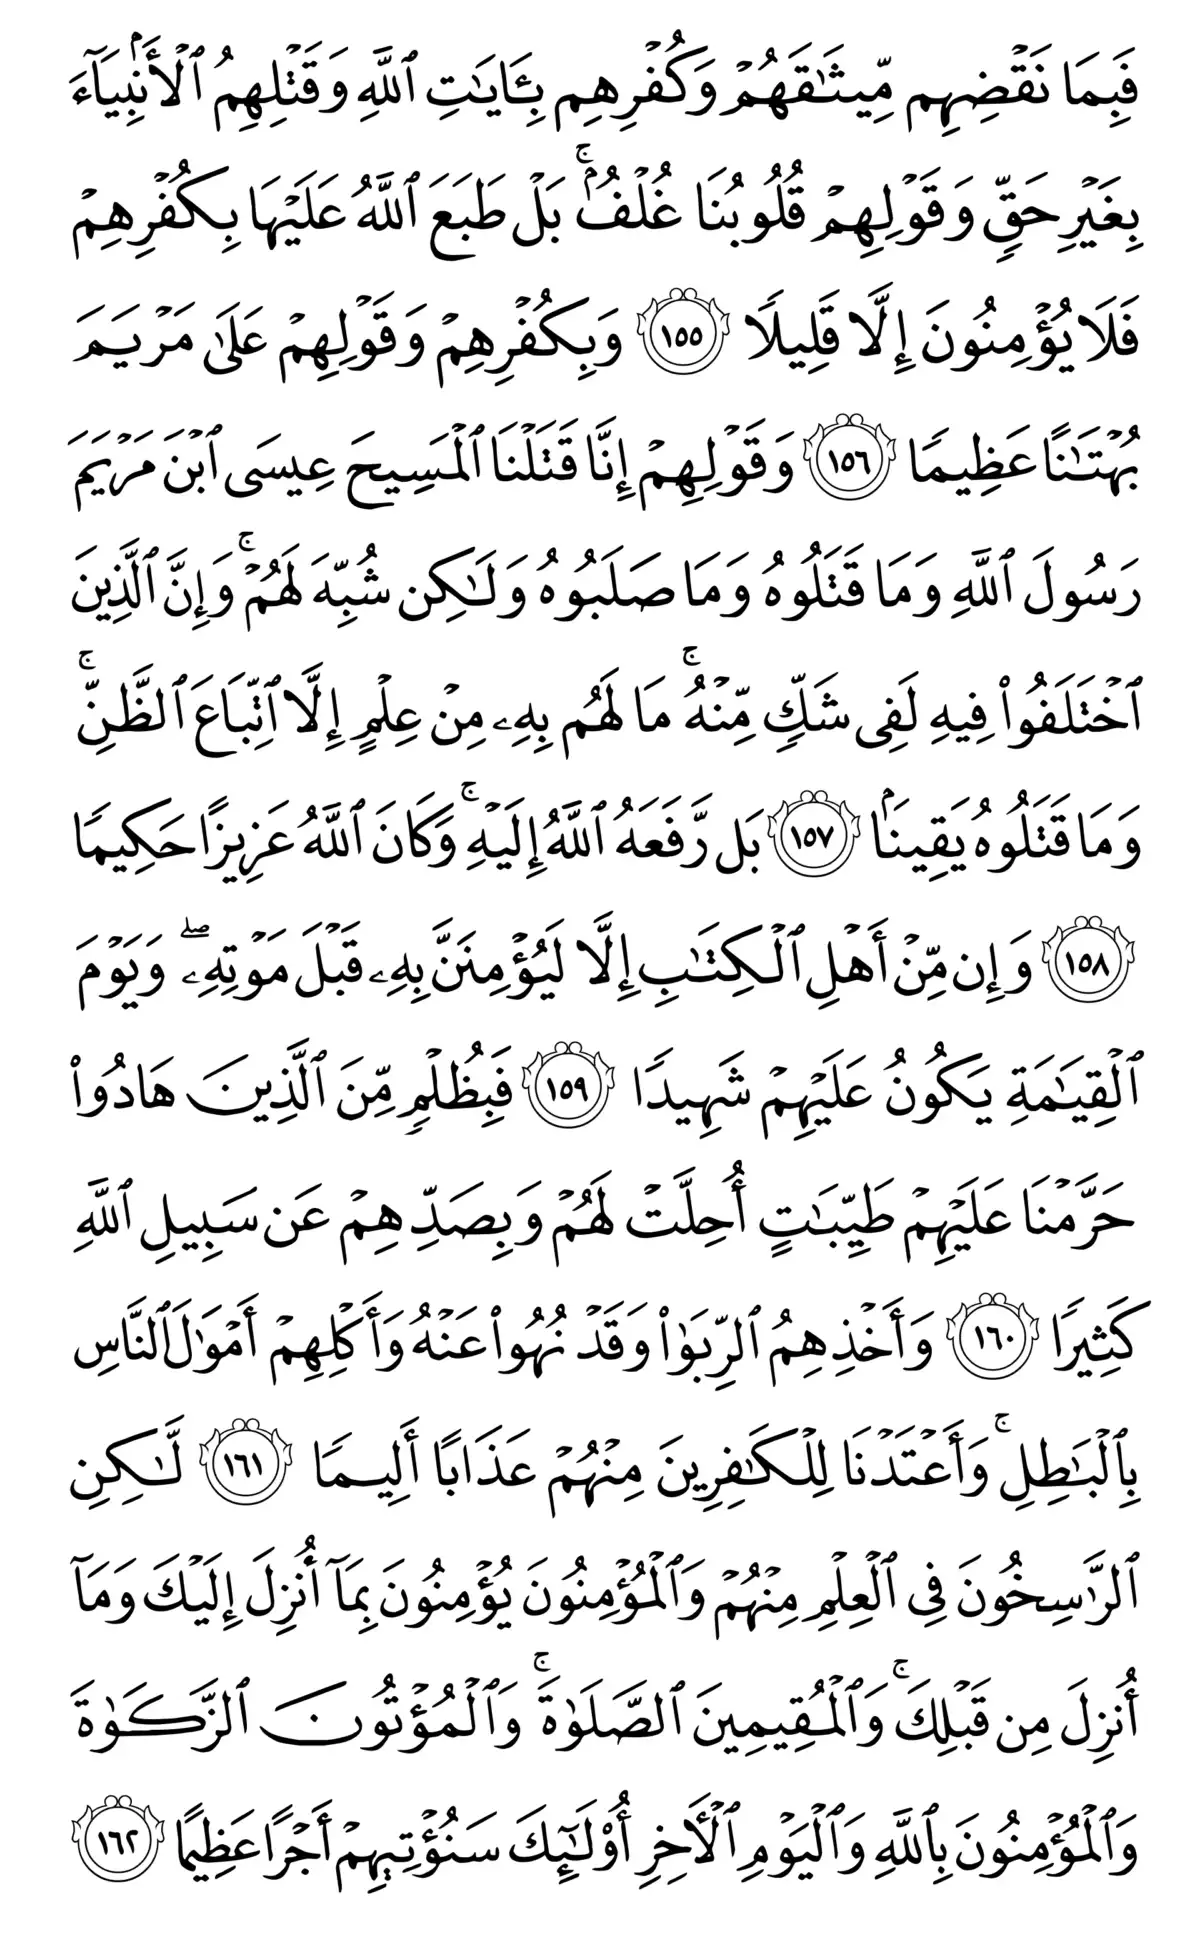 فَبِمَا نَقۡضِهِم مِّيثَٰقَهُمۡ وَكُفۡرِهِم بِـَٔايَٰتِ ٱللَّهِ وَقَتۡلِهِمُ ٱلۡأَنۢبِيَآءَ
بِغَيۡرِ حَقّٖ وَقَوۡلِهِمۡ قُلُوبُنَا غُلۡفُۢۚ بَلۡ طَبَعَ ٱللَّهُ عَلَيۡهَا بِكُفۡرِهِمۡ
فَلَا يُؤۡمِنُونَ إِلَّا قَلِيلٗا ١٥٥ وَبِكُفۡرِهِمۡ وَقَوۡلِهِمۡ عَلَىٰ مَرۡيَمَ
بُهۡتَٰنًا عَظِيمٗا ١٥٦ وَقَوۡلِهِمۡ إِنَّا قَتَلۡنَا ٱلۡمَسِيحَ عِيسَى ٱبۡنَ مَرۡيَمَ
رَسُولَ ٱللَّهِ وَمَا قَتَلُوهُ وَمَا صَلَبُوهُ وَلَٰكِن شُبِّهَ لَهُمۡۚ وَإِنَّ ٱلَّذِينَ
ٱخۡتَلَفُواْ فِيهِ لَفِي شَكّٖ مِّنۡهُۚ مَا لَهُم بِهِۦ مِنۡ عِلۡمٍ إِلَّا ٱتِّبَاعَ ٱلظَّنِّۚ
وَمَا قَتَلُوهُ يَقِينَۢا ١٥٧ بَل رَّفَعَهُ ٱللَّهُ إِلَيۡهِۚ وَكَانَ ٱللَّهُ عَزِيزًا حَكِيمٗا
١٥٨ وَإِن مِّنۡ أَهۡلِ ٱلۡكِتَٰبِ إِلَّا لَيُؤۡمِنَنَّ بِهِۦ قَبۡلَ مَوۡتِهِۦۖ وَيَوۡمَ
ٱلۡقِيَٰمَةِ يَكُونُ عَلَيۡهِمۡ شَهِيدٗا ١٥٩ فَبِظُلۡمٖ مِّنَ ٱلَّذِينَ هَادُواْ
حَرَّمۡنَا عَلَيۡهِمۡ طَيِّبَٰتٍ أُحِلَّتۡ لَهُمۡ وَبِصَدِّهِمۡ عَن سَبِيلِ ٱللَّهِ
كَثِيرٗا ١٦٠ وَأَخۡذِهِمُ ٱلرِّبَوٰاْ وَقَدۡ نُهُواْ عَنۡهُ وَأَكۡلِهِمۡ أَمۡوَٰلَ ٱلنَّاسِ
بِٱلۡبَٰطِلِۚ وَأَعۡتَدۡنَا لِلۡكَٰفِرِينَ مِنۡهُمۡ عَذَابًا أَلِيمٗا ١٦١ لَّٰكِنِ
ٱلرَّٰسِخُونَ فِي ٱلۡعِلۡمِ مِنۡهُمۡ وَٱلۡمُؤۡمِنُونَ يُؤۡمِنُونَ بِمَآ أُنزِلَ إِلَيۡكَ وَمَآ
أُنزِلَ مِن قَبۡلِكَۚ وَٱلۡمُقِيمِينَ ٱلصَّلَوٰةَۚ وَٱلۡمُؤۡتُونَ ٱلزَّكَوٰةَ
وَٱلۡمُؤۡمِنُونَ بِٱللَّهِ وَٱلۡيَوۡمِ ٱلۡأٓخِرِ أُوْلَٰٓئِكَ سَنُؤۡتِيهِمۡ أَجۡرًا عَظِيمًا ١٦٢